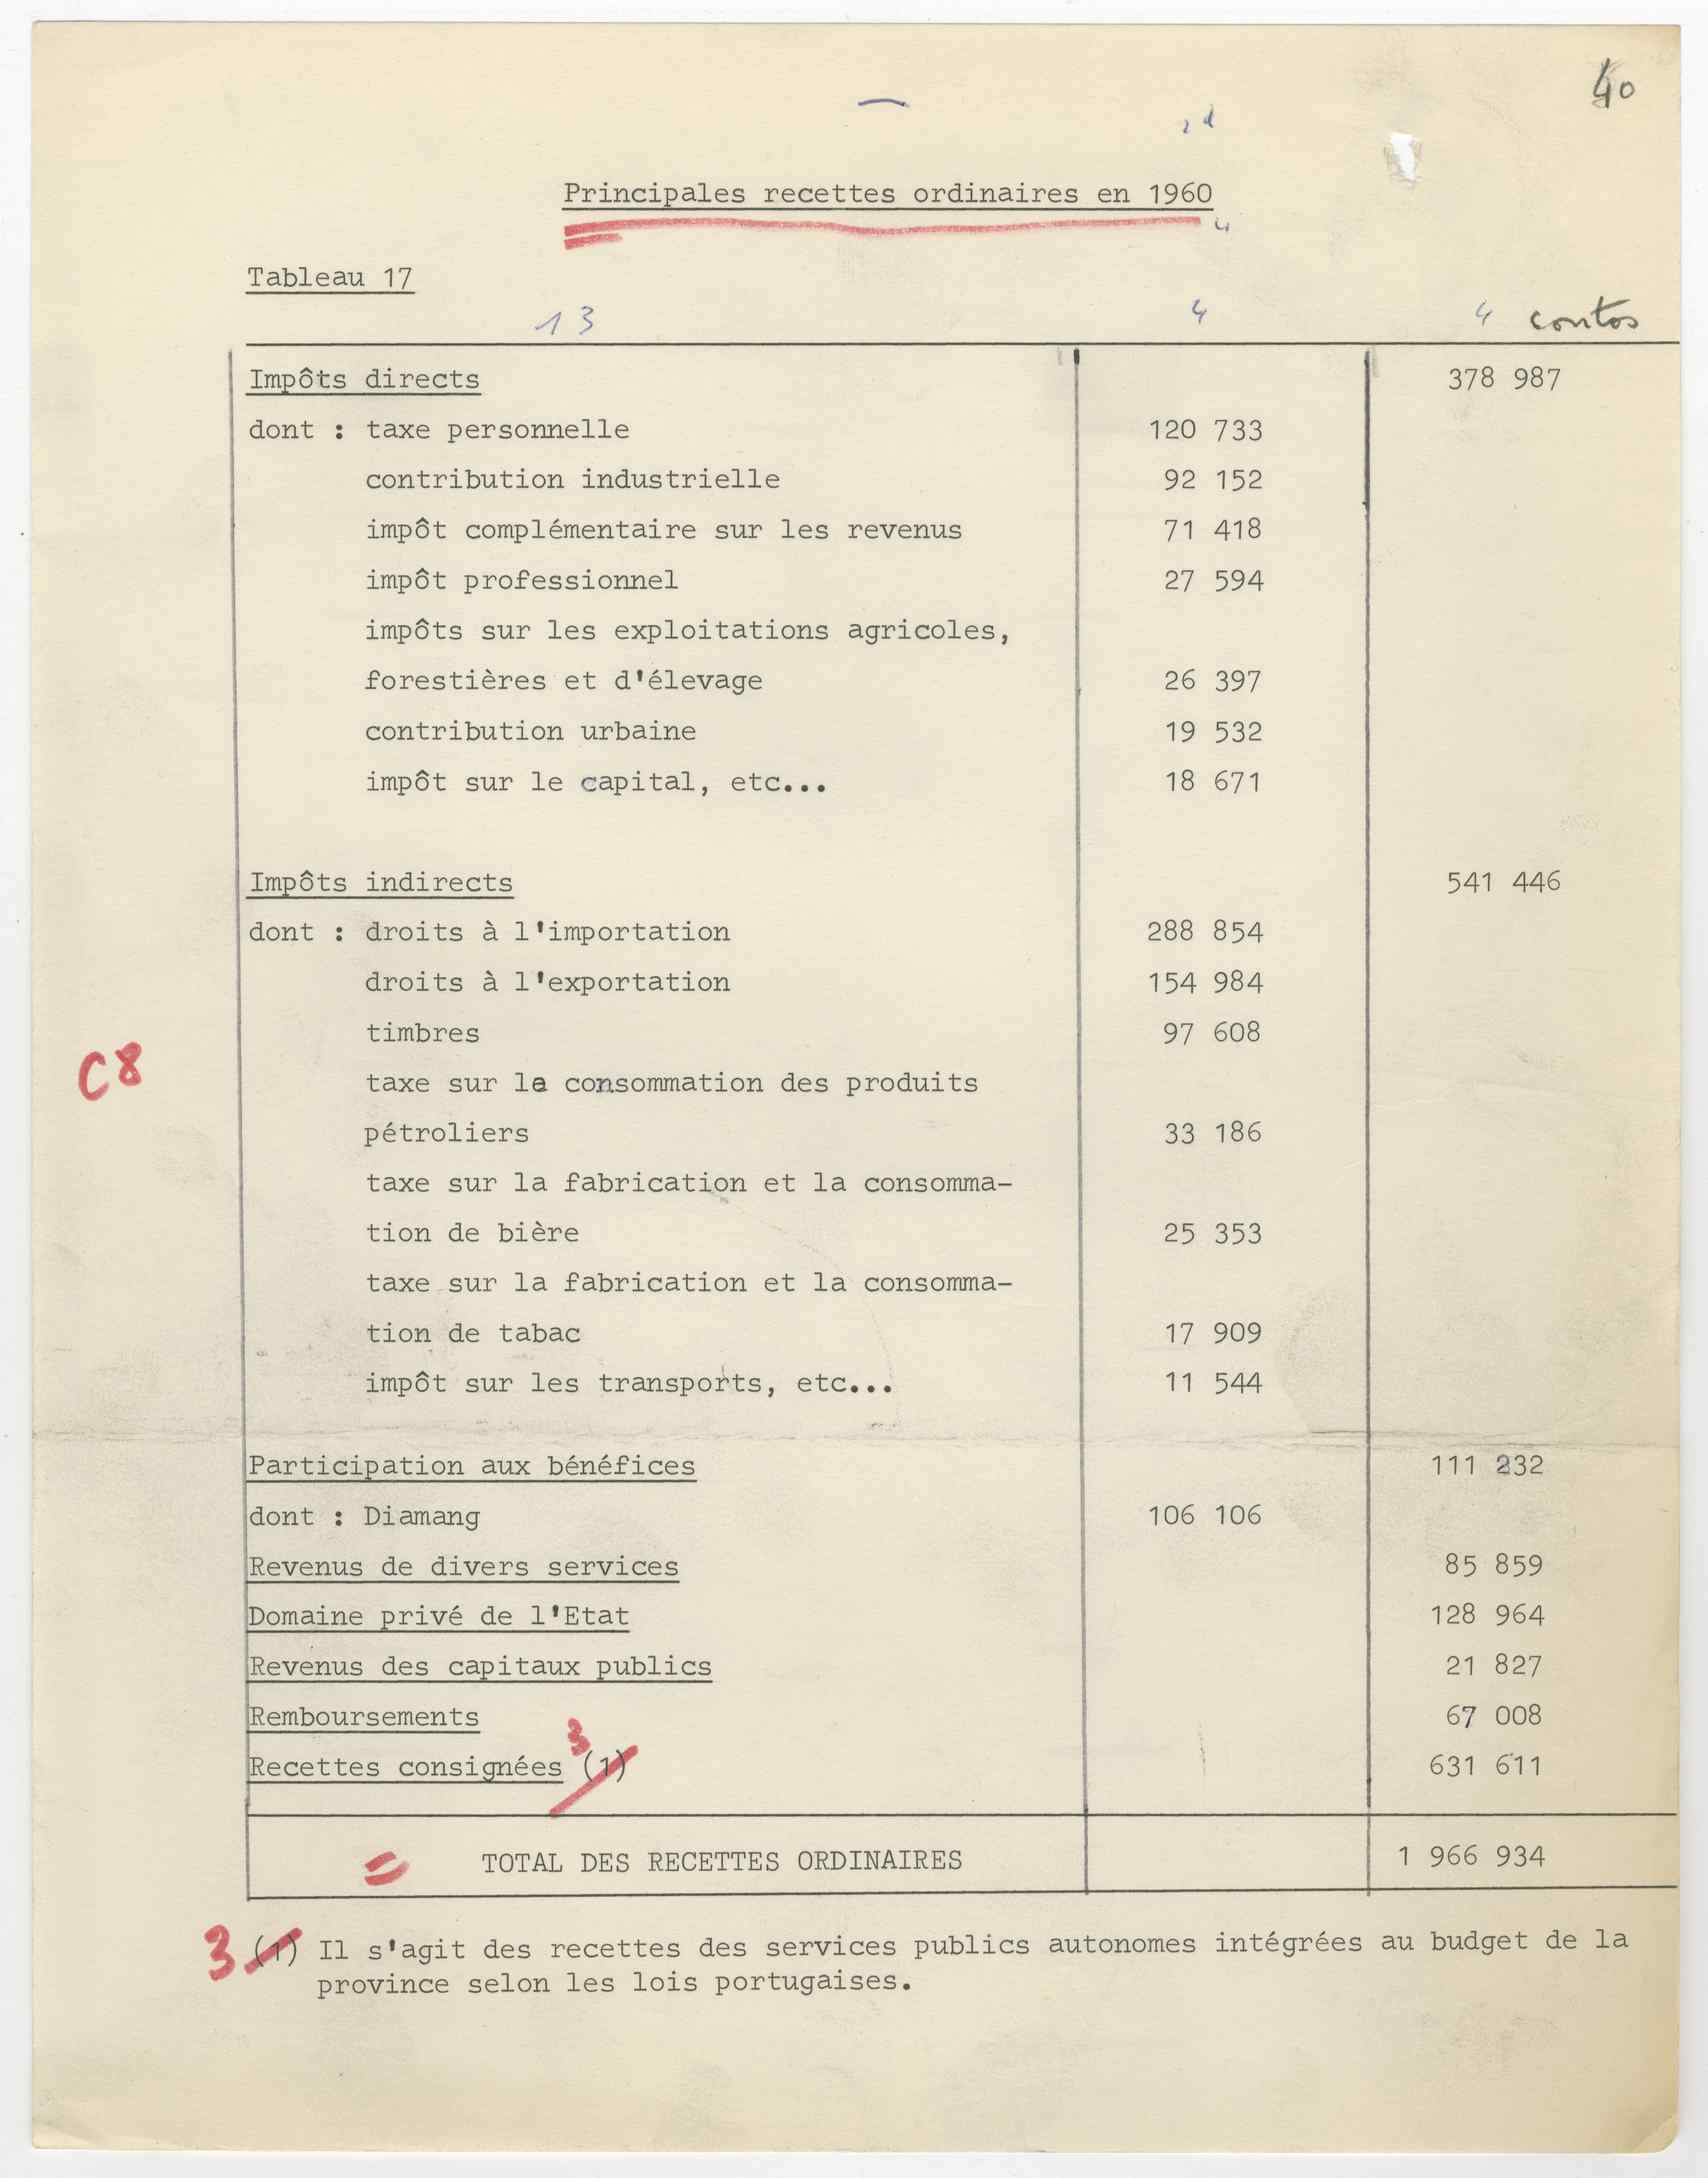 40
2 d
Principales recettes ordinaires en 1960
4
Tableau 17
13 4 4 contos
Impôts directs 378 987
dont : taxe personnelle 120 733
contribution industrielle 92 152
impôt complémentaire sur les revenus 71 418
impôt professionnel 27 594
impôts sur les exploitations agricoles,
forestières et d'élevage 26 397
contribution urbaine 19 532
impôt sur le capital, etc... 18 671
Impôts indirects 541 446
dont : droits à l'importation 288 854
droits à l'exportation 154 984
timbres 97 608
C8
taxe sur la consommation des produits
pétroliers 33 186
taxe sur la fabrication et la consomma-
tion de bière 25 353
taxe sur la fabrication et la consomma-
tion de tabac 17 909
impôt sur les transports, etc... 11 544
Participation aux bénéfices 111 232
dont : Diamang 106 106
Revenus de divers services 85 859
Domaine privé de l'Etat 128 964
Revenus des capitaux publics 21 827
Remboursements 67 008
Recettes consignées 3 (1) 631 611
= TOTAL DES RECETTES ORDINAIRES 1 966 934
3 (1) Il s'agit des recettes des services publics autonomes intégrées au budget de la
province selon les lois portugaises.